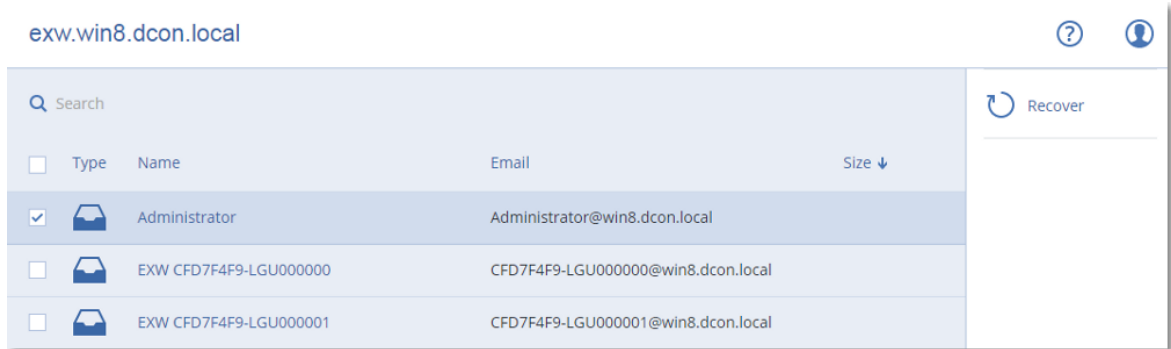 exw.win8.dcon.local
Search
Recover
Type Name Email Size
Administrator Administrator@win8.dcon.local
EXW CFD7F4F9-LGU000000 CFD7F4F9-LGU000000@win8.dcon.local
EXW CFD7F4F9-LGU000001 CFD7F4F9-LGU000001@win8.dcon.local